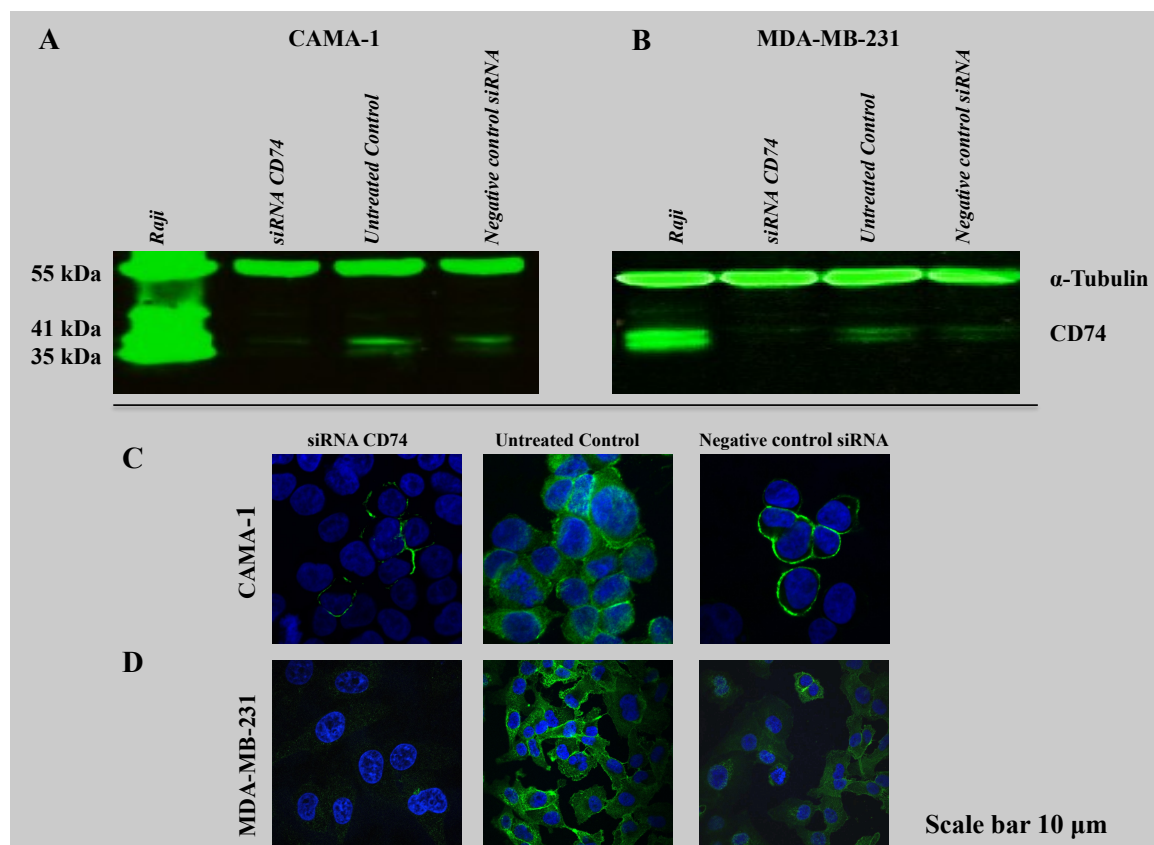 A
CAMA-1
B
MDA-MB-231
Raji
siRNA CD74
Untreated Control
Negative control siRNA
Raji
siRNA CD74
Untreated Control
Negative control siRNA
55 kDa
41 kDa
35 kDa
α-Tubulin
CD74
C
siRNA CD74
Untreated Control
Negative control siRNA
CAMA-1
D
MDA-MB-231
Scale bar 10 μm